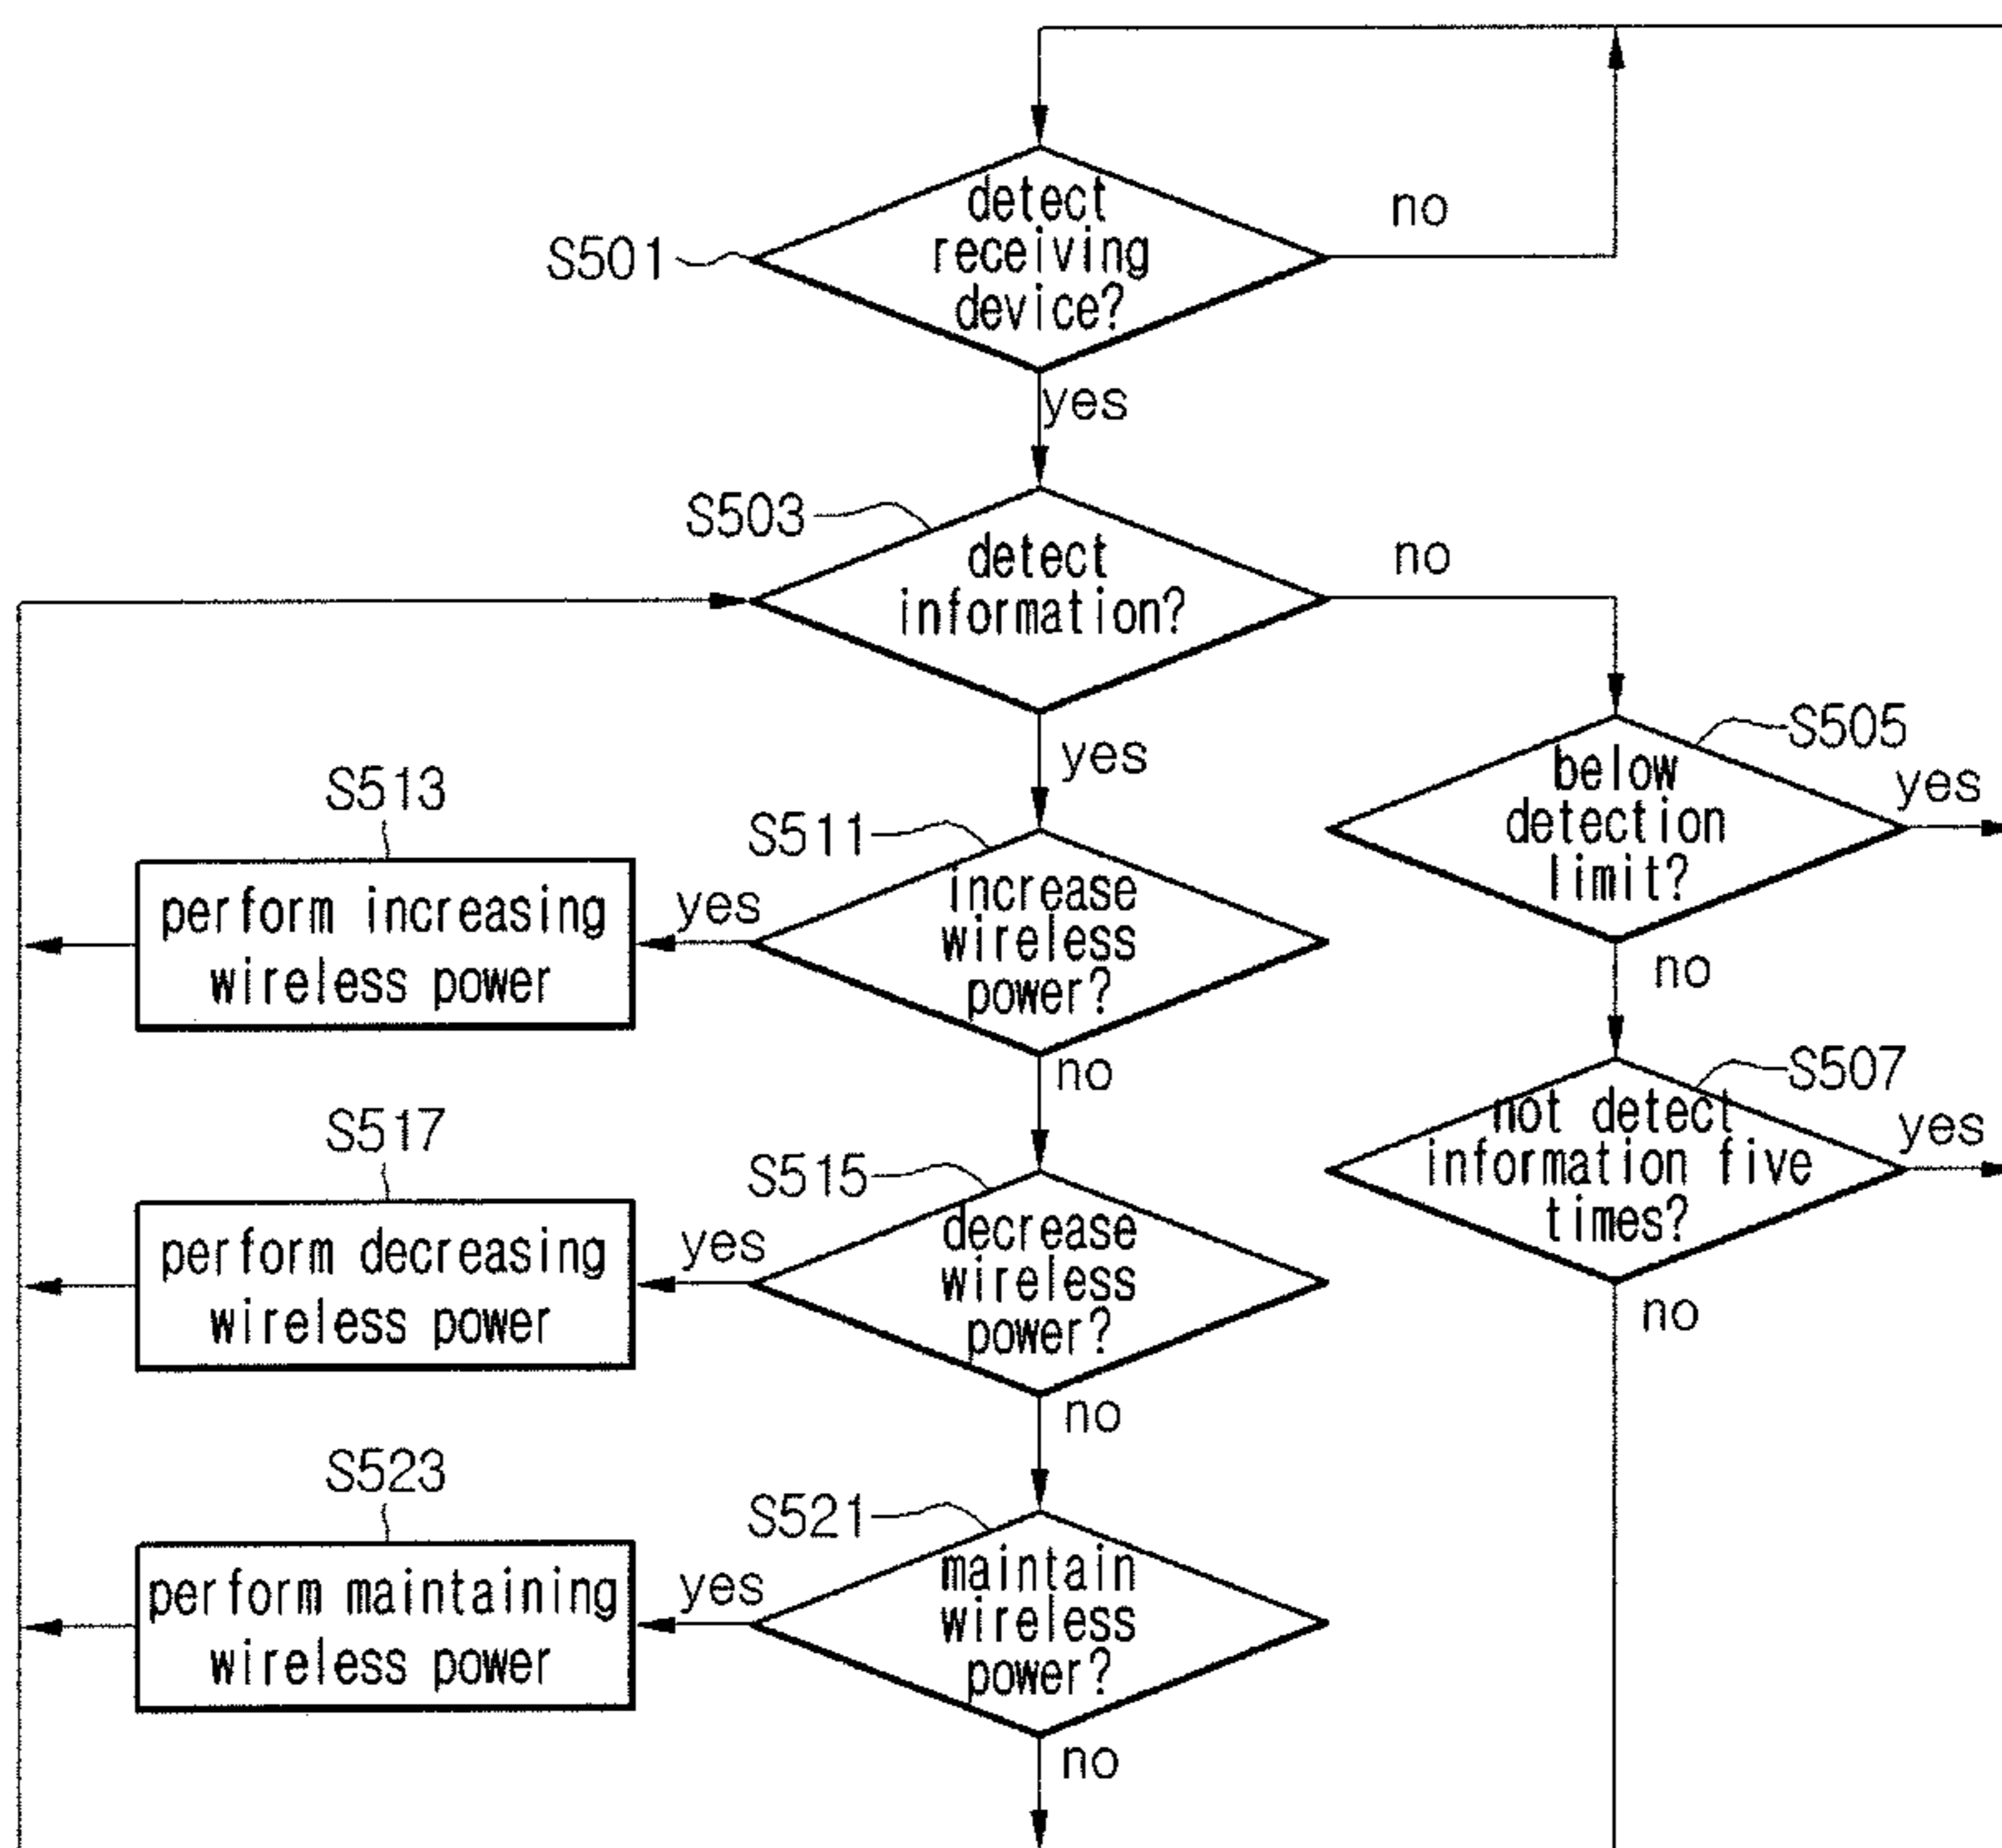 detect
receiving
device?
S501
no
yes
S503
detect
information?
no
yes
S505
below
detection
limit?
yes
no
S513
perform increasing
wireless power
yes
S511
increase
wireless
power?
no
S507
not detect
information five
times?
yes
no
S517
perform decreasing
wireless power
yes
S515
decrease
wireless
power?
no
S523
perform maintaining
wireless power
yes
S521
maintain
wireless
power?
no